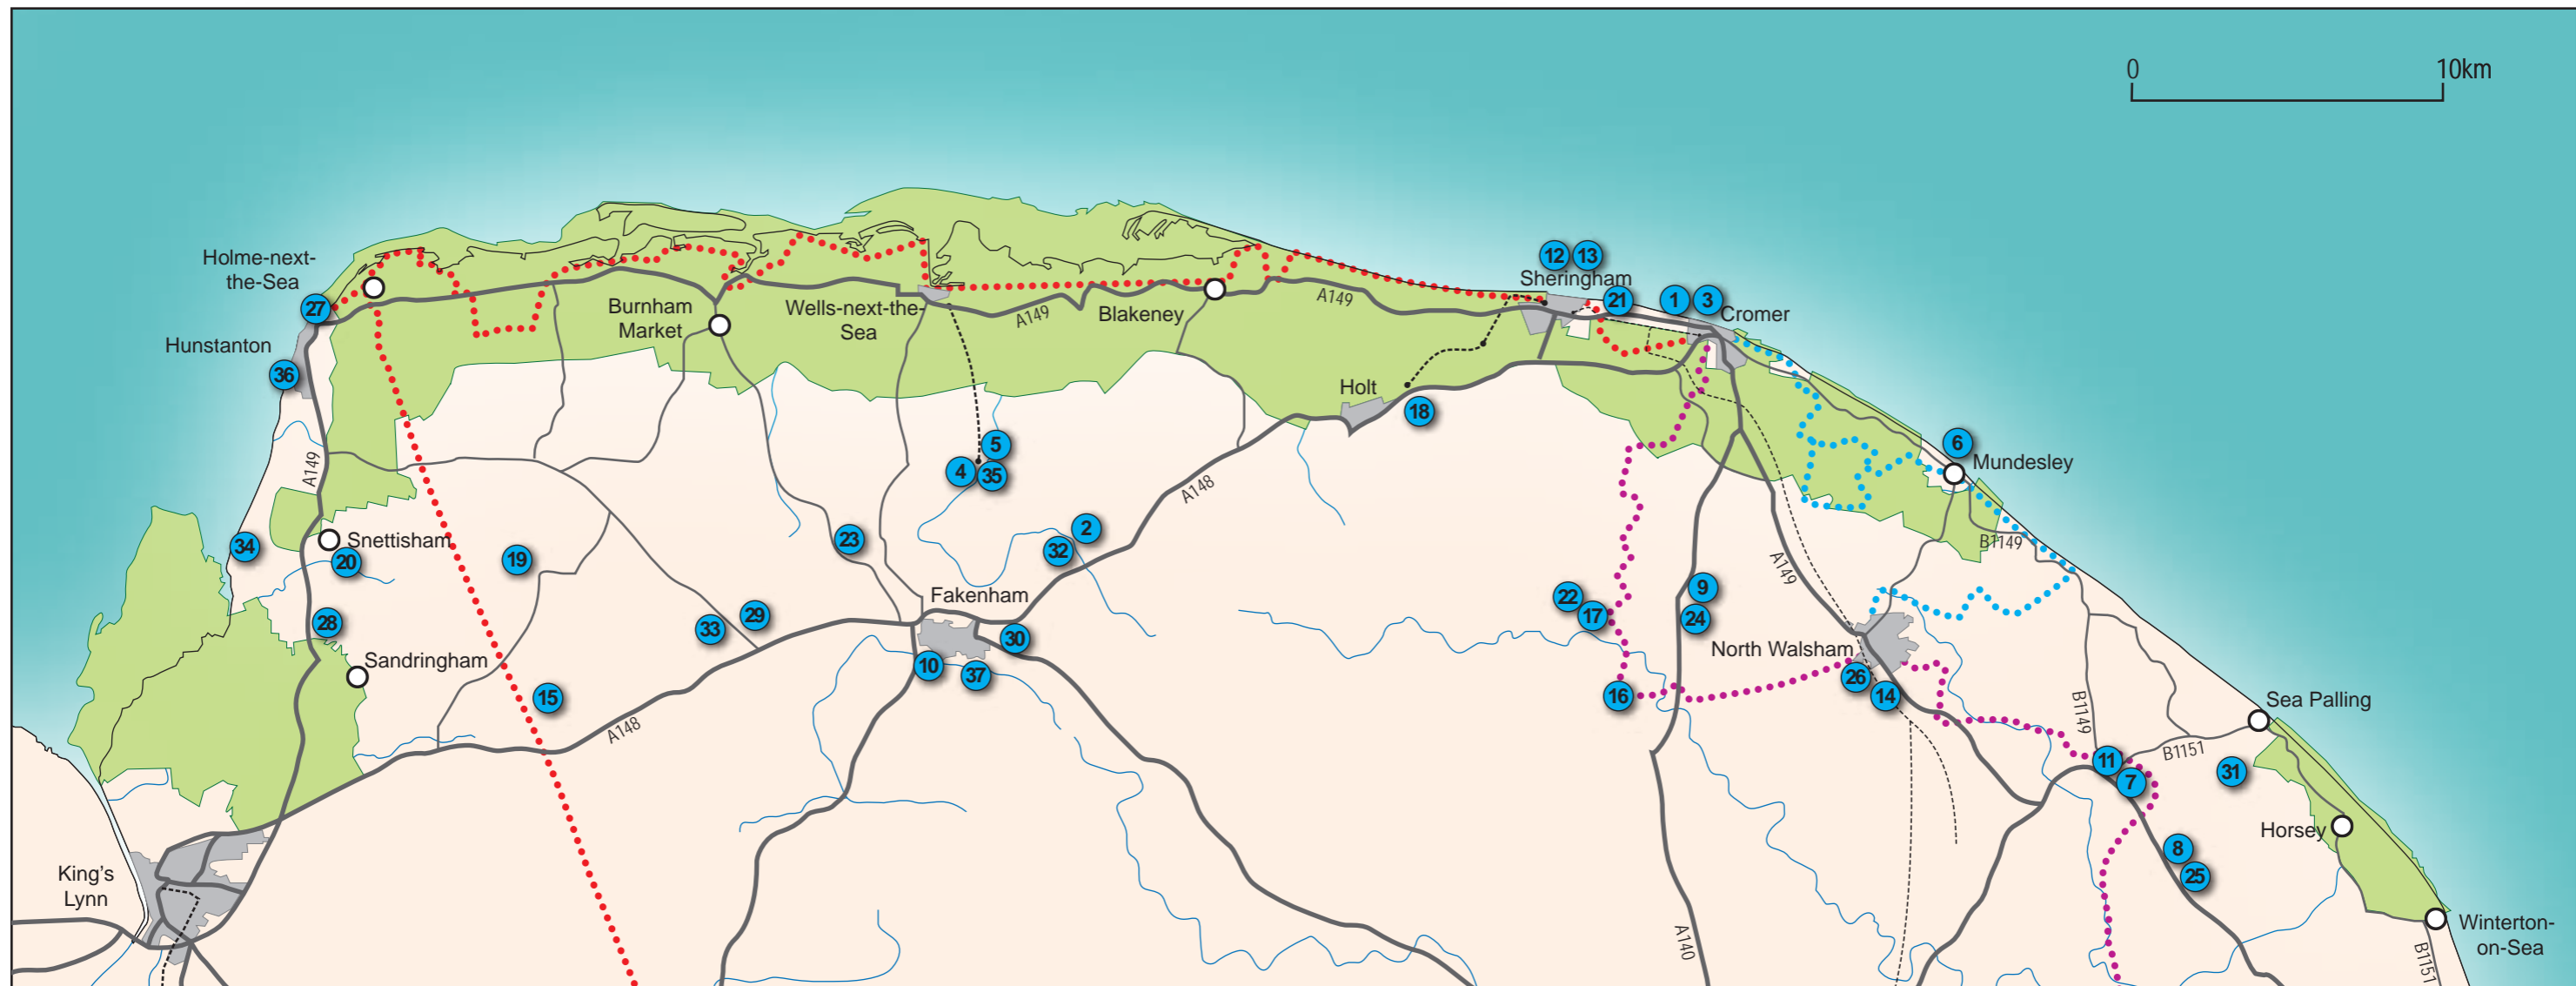 0 10km
Holme-next-
the-Sea
12 13
Sheringham
27
Burnham
Market
Wells-next-the-
Sea
A149
Blakeney
A149
21
1
3
Cromer
Hunstanton
36
Holt
18
5
4
35
6
Mundesley
A149
A148
34
Snettisham
20
19
23
2
32
B1149
A149
Fakenham
22
17
9
24
28
33
29
30
North Walsham
Sandringham
10
37
26
16
14
15
A148
B1149
Sea Palling
B1151
11
7
31
Horsey
8
25
King's
Lynn
A140
Winterton-
on-Sea
B1151